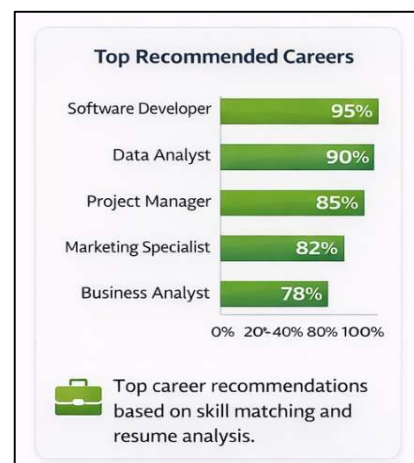 Top Recommended Careers
Software Developer 95%
Data Analyst 90%
Project Manager 85%
Marketing Specialist 82%
Business Analyst 78%
0% 20%-40% 80% 100%
Top career recommendations
based on skill matching and
resume analysis.